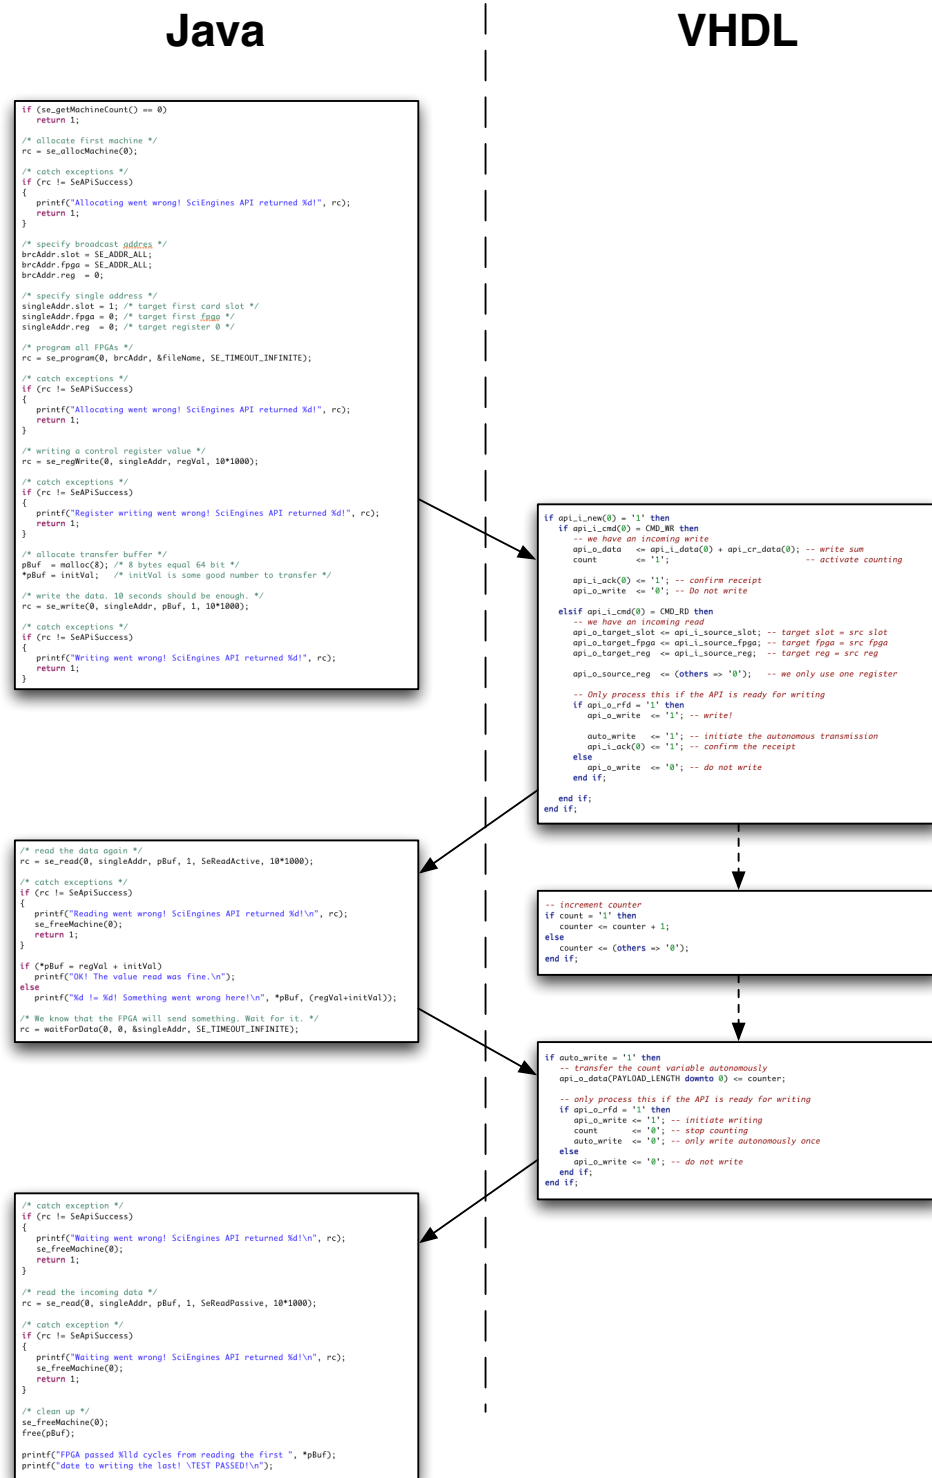 Java
VHDL
if (se_getMachineCount() == 0)
return 1;
/* allocate first machine */
rc = se_allocMachine(0);
/* catch exceptions */
if (rc != SeAPiSuccess)
{
printf("Allocating went wrong! SciEngines API returned %d!", rc);
return 1;
}
/* specify broadcast addres */
brcAddr.slot = SE_ADDR_ALL;
brcAddr.fpga = SE_ADDR_ALL;
brcAddr.reg = 0;
/* specify single address */
singleAddr.slot = 1; /* target first card slot */
singleAddr.fpga = 0; /* target first fpga */
singleAddr.reg = 0; /* target register 0 */
/* program all FPGAs */
rc = se_program(0, brcAddr, &fileName, SE_TIMEOUT_INFINITE);
/* catch exceptions */
if (rc != SeAPiSuccess)
{
printf("Allocating went wrong! SciEngines API returned %d!", rc);
return 1;
}
/* writing a control register value */
rc = se_regWrite(0, singleAddr, regVal, 10*1000);
/* catch exceptions */
if (rc != SeAPiSuccess)
{
printf("Register writing went wrong! SciEngines API returned %d!", rc);
return 1;
}
/* allocate transfer buffer */
pBuf = malloc(8); /* 8 bytes equal 64 bit */
*pBuf = initVal; /* initVal is some good number to transfer */
/* write the data. 10 seconds should be enough. */
rc = se_write(0, singleAddr, pBuf, 1, 10*1000);
/* catch exceptions */
if (rc != SeAPiSuccess)
{
printf("Writing went wrong! SciEngines API returned %d!", rc);
return 1;
}
if api_i_new(0) = '1' then
if api_i_cmd(0) = CMD_WR then
-- we have an incoming write
api_o_data <= api_i_data(0) + api_cr_data(0); -- write sum
count <= '1'; -- activate counting
api_i_ack(0) <= '1'; -- confirm receipt
api_o_write <= '0'; -- Do not write
elsif api_i_cmd(0) = CMD_RD then
-- we have an incoming read
api_o_target_slot <= api_i_source_slot; -- target slot = src slot
api_o_target_fpga <= api_i_source_fpga; -- target fpga = src fpga
api_o_target_reg <= api_i_source_reg; -- target reg = src reg
api_o_source_reg <= (others => '0'); -- we only use one register
-- Only process this if the API is ready for writing
if api_o_rfd = '1' then
api_o_write <= '1'; -- write!
auto_write <= '1'; -- initiate the autonomous transmission
api_i_ack(0) <= '1'; -- confirm the receipt
else
api_o_write <= '0'; -- do not write
end if;
end if;
end if;
/* read the data again */
rc = se_read(0, singleAddr, pBuf, 1, SeReadActive, 10*1000);
/* catch exceptions */
if (rc != SeApiSuccess)
{
printf("Reading went wrong! SciEngines API returned %d!\n", rc);
se_freeMachine(0);
return 1;
}
if (*pBuf = regVal + initVal)
printf("OK! The value read was fine.\n");
else
printf("%d != %d! Something went wrong here!\n", *pBuf, (regVal+initVal));
/* We know that the FPGA will send something. Wait for it. */
rc = waitForData(0, 0, &singleAddr, SE_TIMEOUT_INFINITE);
-- increment counter
if count = '1' then
counter <= counter + 1;
else
counter <= (others => '0');
end if;
if auto_write = '1' then
-- transfer the count variable autonomously
api_o_data(PAYLOAD_LENGTH downto 0) <= counter;
-- only process this if the API is ready for writing
if api_o_rfd = '1' then
api_o_write <= '1'; -- initiate writing
count <= '0'; -- stop counting
auto_write <= '0'; -- only write autonomously once
else
api_o_write <= '0'; -- do not write
end if;
end if;
/* catch exception */
if (rc != SeApiSuccess)
{
printf("Waiting went wrong! SciEngines API returned %d!\n", rc);
se_freeMachine(0);
return 1;
}
/* read the incoming data */
rc = se_read(0, singleAddr, pBuf, 1, SeReadPassive, 10*1000);
/* catch exception */
if (rc != SeApiSuccess)
{
printf("Waiting went wrong! SciEngines API returned %d!\n", rc);
se_freeMachine(0);
return 1;
}
/* clean up */
se_freeMachine(0);
free(pBuf);
printf("FPGA passed %lld cycles from reading the first ", *pBuf);
printf("date to writing the last! \TEST PASSED!\n");